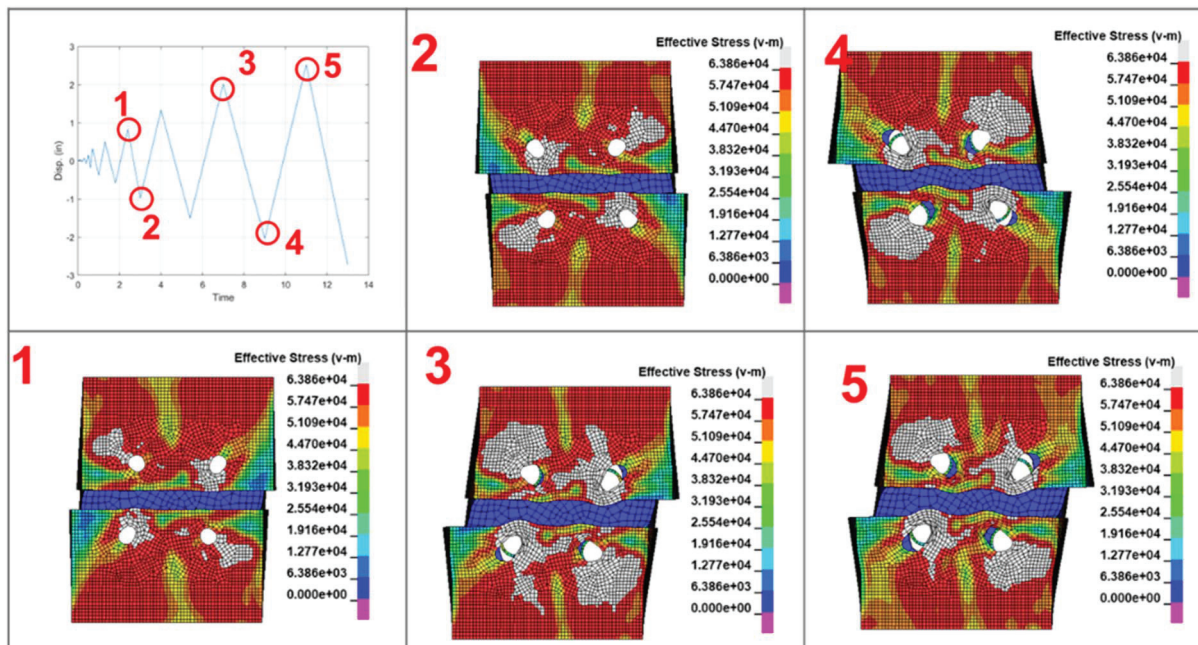 3
2
1
0
-1
-2
-3
Disp. (in)
0
2
4
6
8
10
12
14
Time
1
2
3
4
5
2
Effective Stress (v-m)
6.386e+04
5.747e+04
5.109e+04
4.470e+04
3.832e+04
3.193e+04
2.554e+04
1.916e+04
1.277e+04
6.386e+03
0.000e+00
4
Effective Stress (v-m)
6.386e+04
5.747e+04
5.109e+04
4.470e+04
3.832e+04
3.193e+04
2.554e+04
1.916e+04
1.277e+04
6.386e+03
0.000e+00
1
Effective Stress (v-m)
6.386e+04
5.747e+04
5.109e+04
4.470e+04
3.832e+04
3.193e+04
2.554e+04
1.916e+04
1.277e+04
6.386e+03
0.000e+00
3
Effective Stress (v-m)
6.386e+04
5.747e+04
5.109e+04
4.470e+04
3.832e+04
3.193e+04
2.554e+04
1.916e+04
1.277e+04
6.386e+03
0.000e+00
5
Effective Stress (v-m)
6.386e+04
5.747e+04
5.109e+04
4.470e+04
3.832e+04
3.193e+04
2.554e+04
1.916e+04
1.277e+04
6.386e+03
0.000e+00